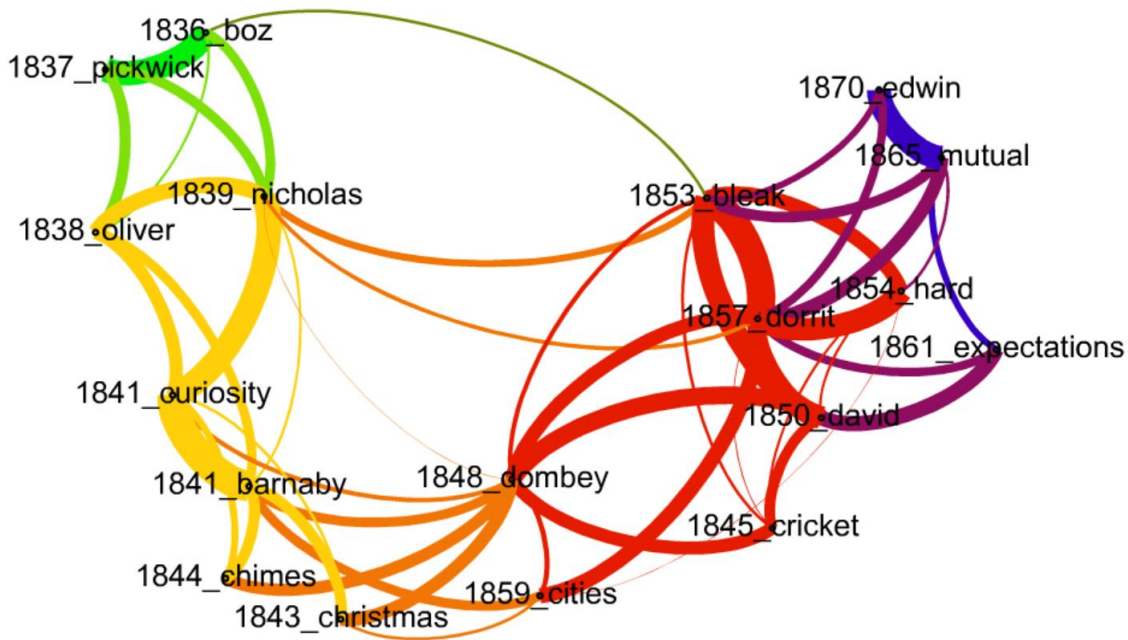 1836_boz
1837_pickwick
1870_edwin
1865_mutual
1839_nicholas
1853_bleak
1838_oliver
1854_hard
1857_dorrit
1861_expectations
1841_curiosity
1850_david
1848_dombey
1841_barnaby
1845_cricket
1844_chimes
1859_cities
1843_christmas